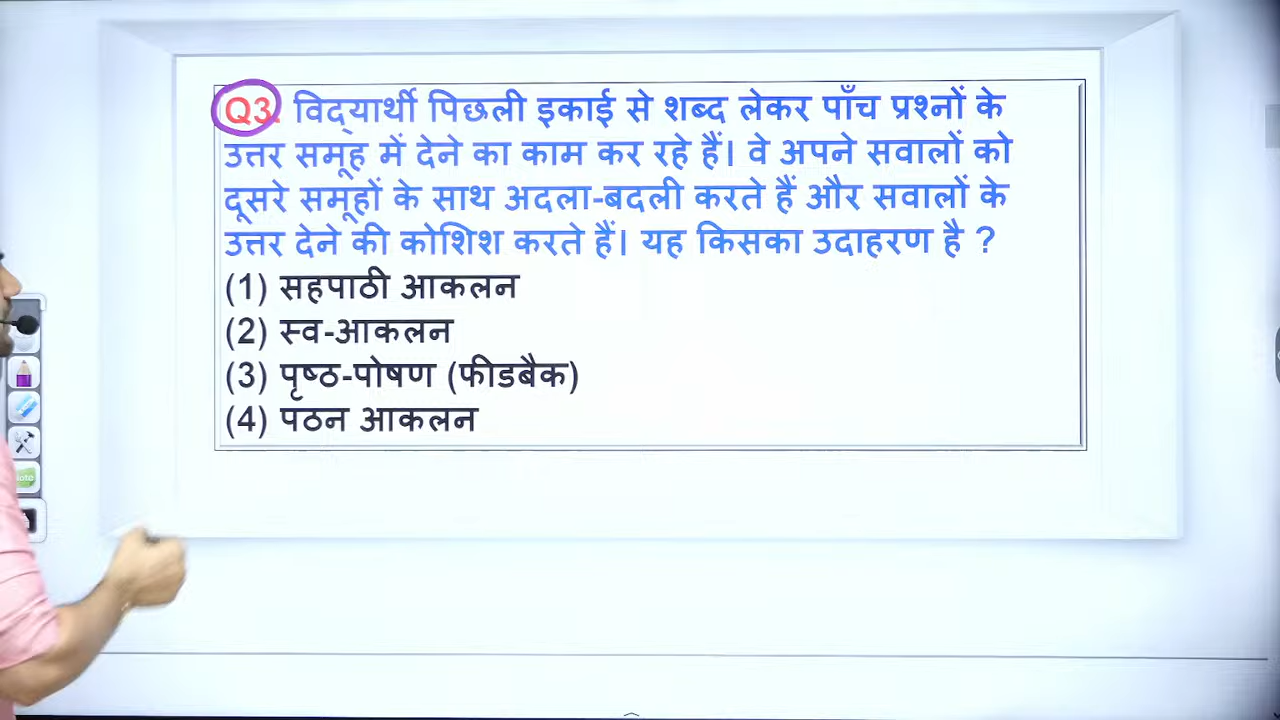 Q3. विद्यार्थी पिछली इकाई से शब्द लेकर पाँच प्रश्नों के
उत्तर समूह में देने का काम कर रहे हैं। वे अपने सवालों को
दूसरे समूहों के साथ अदला-बदली करते हैं और सवालों के
उत्तर देने की कोशिश करते हैं। यह किसका उदाहरण है ?
(1) सहपाठी आकलन
(2) स्व-आकलन
(3) पृष्ठ-पोषण (फीडबैक)
(4) पठन आकलन